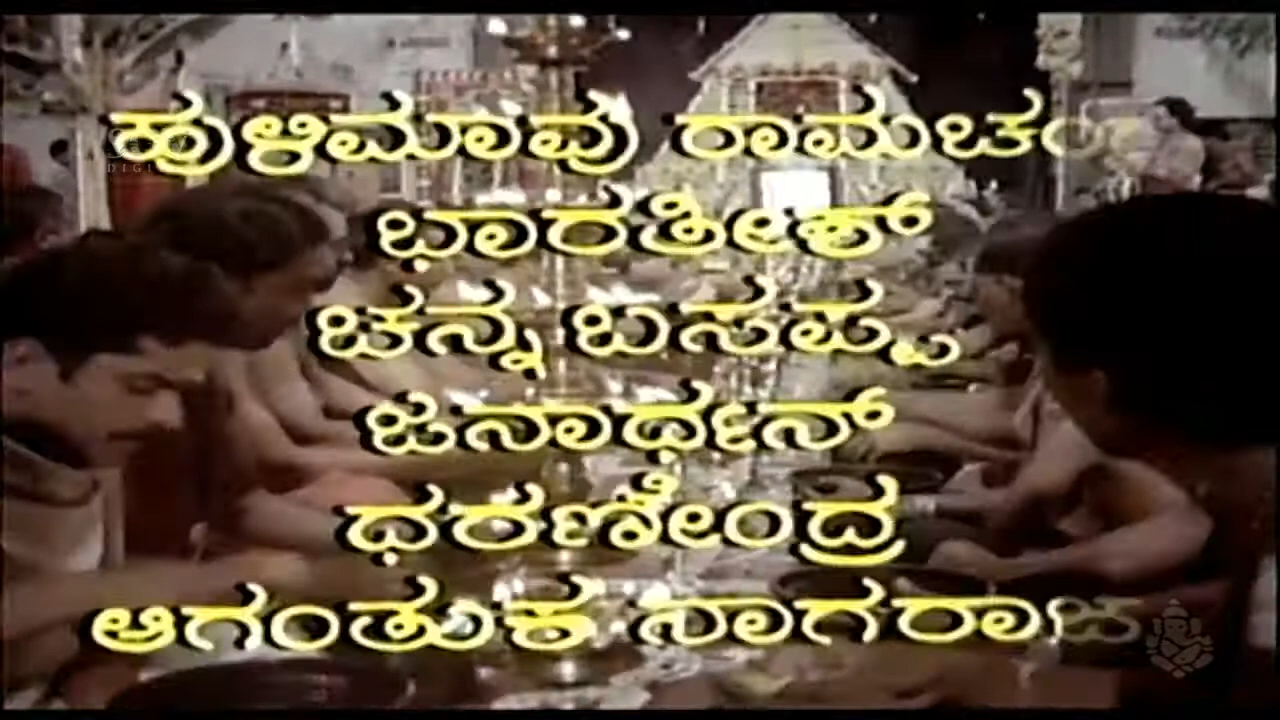 ಹುಳಿಮಾವು
ಭಾರತೀಶ್
ಚನ್ನಬಸಪ್ಪ
ಜನಾರ್ಧನ್
ಧರಣೇಂದ್ರ
ಆಗಂತುಕ ನಾಗರಾಜ